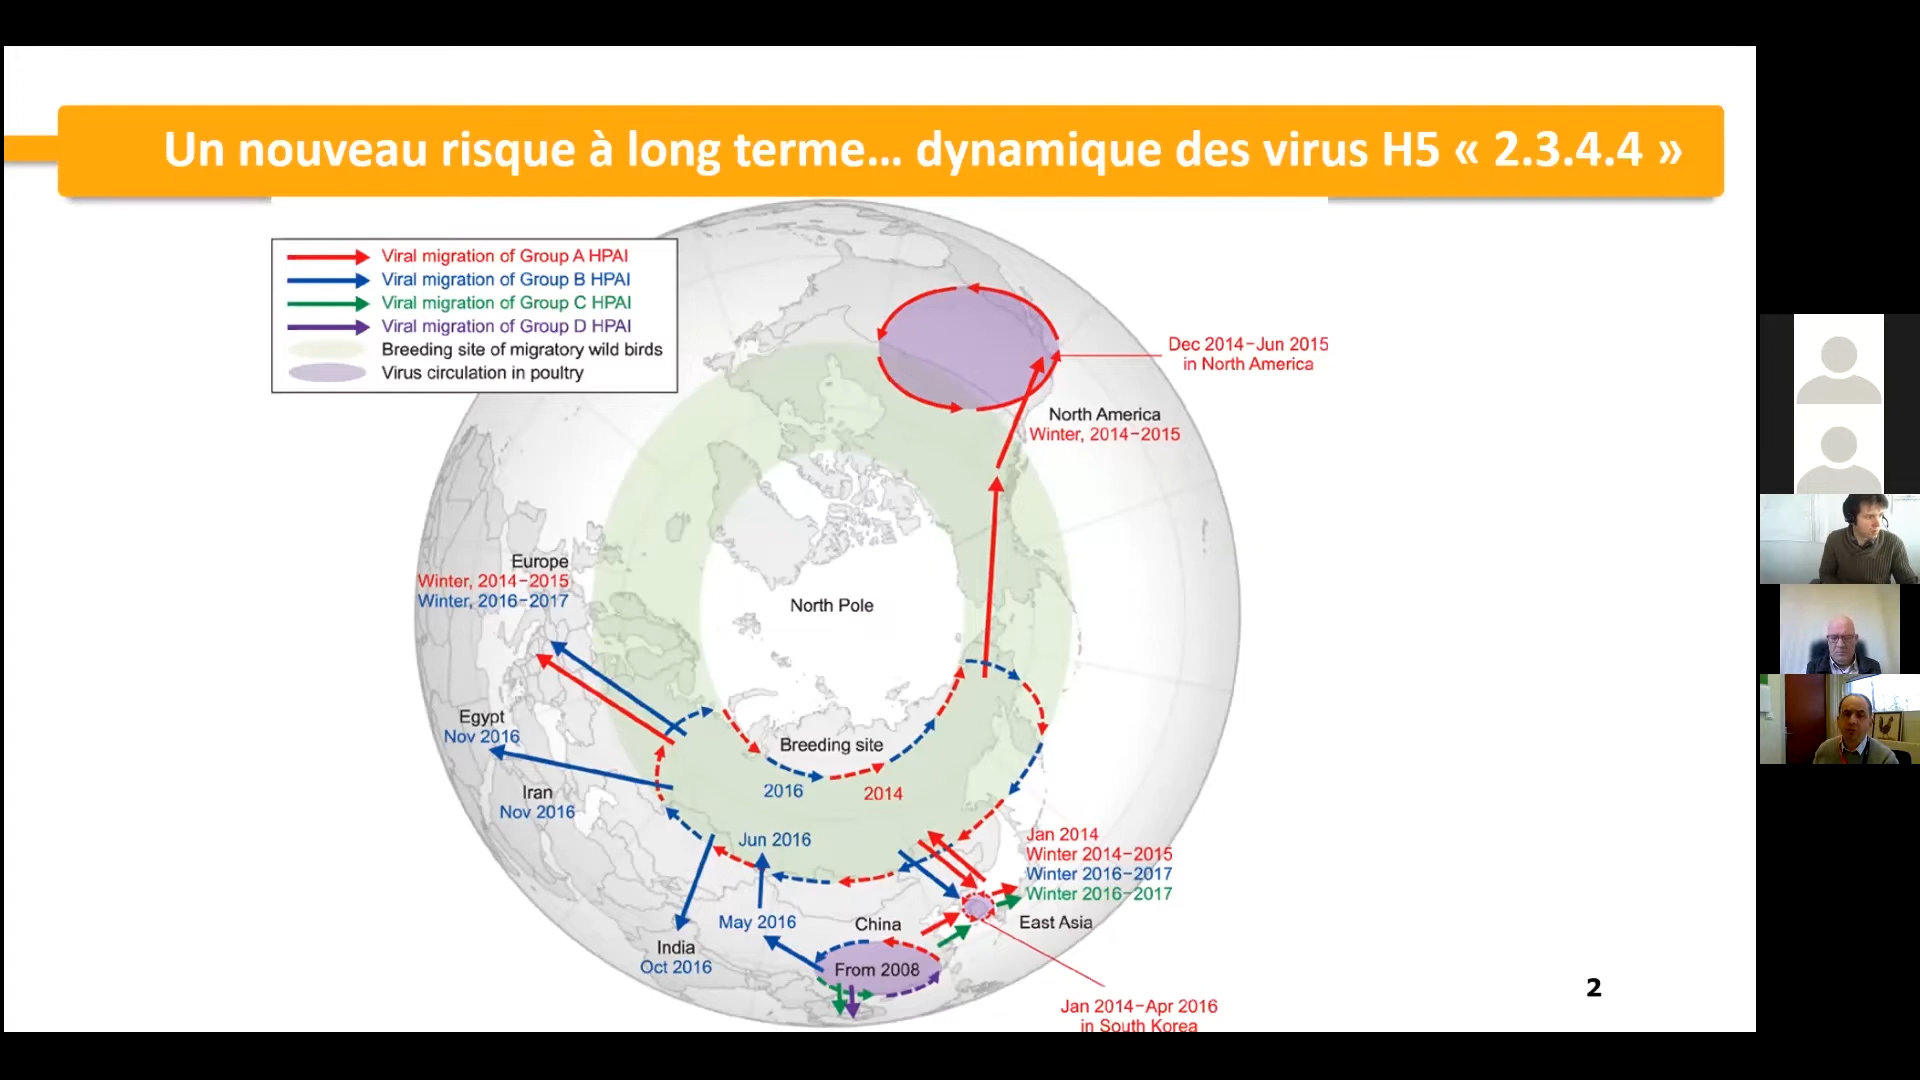 Un nouveau risque à long terme... dynamique des virus H5 « 2.3.4.4 »
Viral migration of Group A HPAI
Viral migration of Group B HPAI
Viral migration of Group C HPAI
Viral migration of Group D HPAI
Breeding site of migratory wild birds
Virus circulation in poultry
Dec 2014–Jun 2015
in North America
North America
Winter, 2014–2015
Europe
Winter, 2014–2015
Winter, 2016–2017
North Pole
Egypt
Nov 2016
Breeding site
2016
2014
Iran
Nov 2016
Jun 2016
Jan 2014
Winter 2014–2015
Winter 2016–2017
Winter 2016–2017
East Asia
May 2016
China
India
Oct 2016
From 2008
2
Jan 2014–Apr 2016
in South Korea